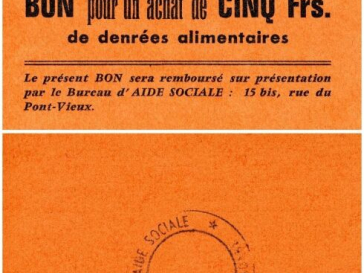 BON pour un achat de CINQ Frs.
de denrées alimentaires
Le présent BON sera remboursé sur présentation
par le Bureau d'AIDE SOCIALE : 15 bis, rue du
Pont-Vieux.
AIDE SOCIALE *